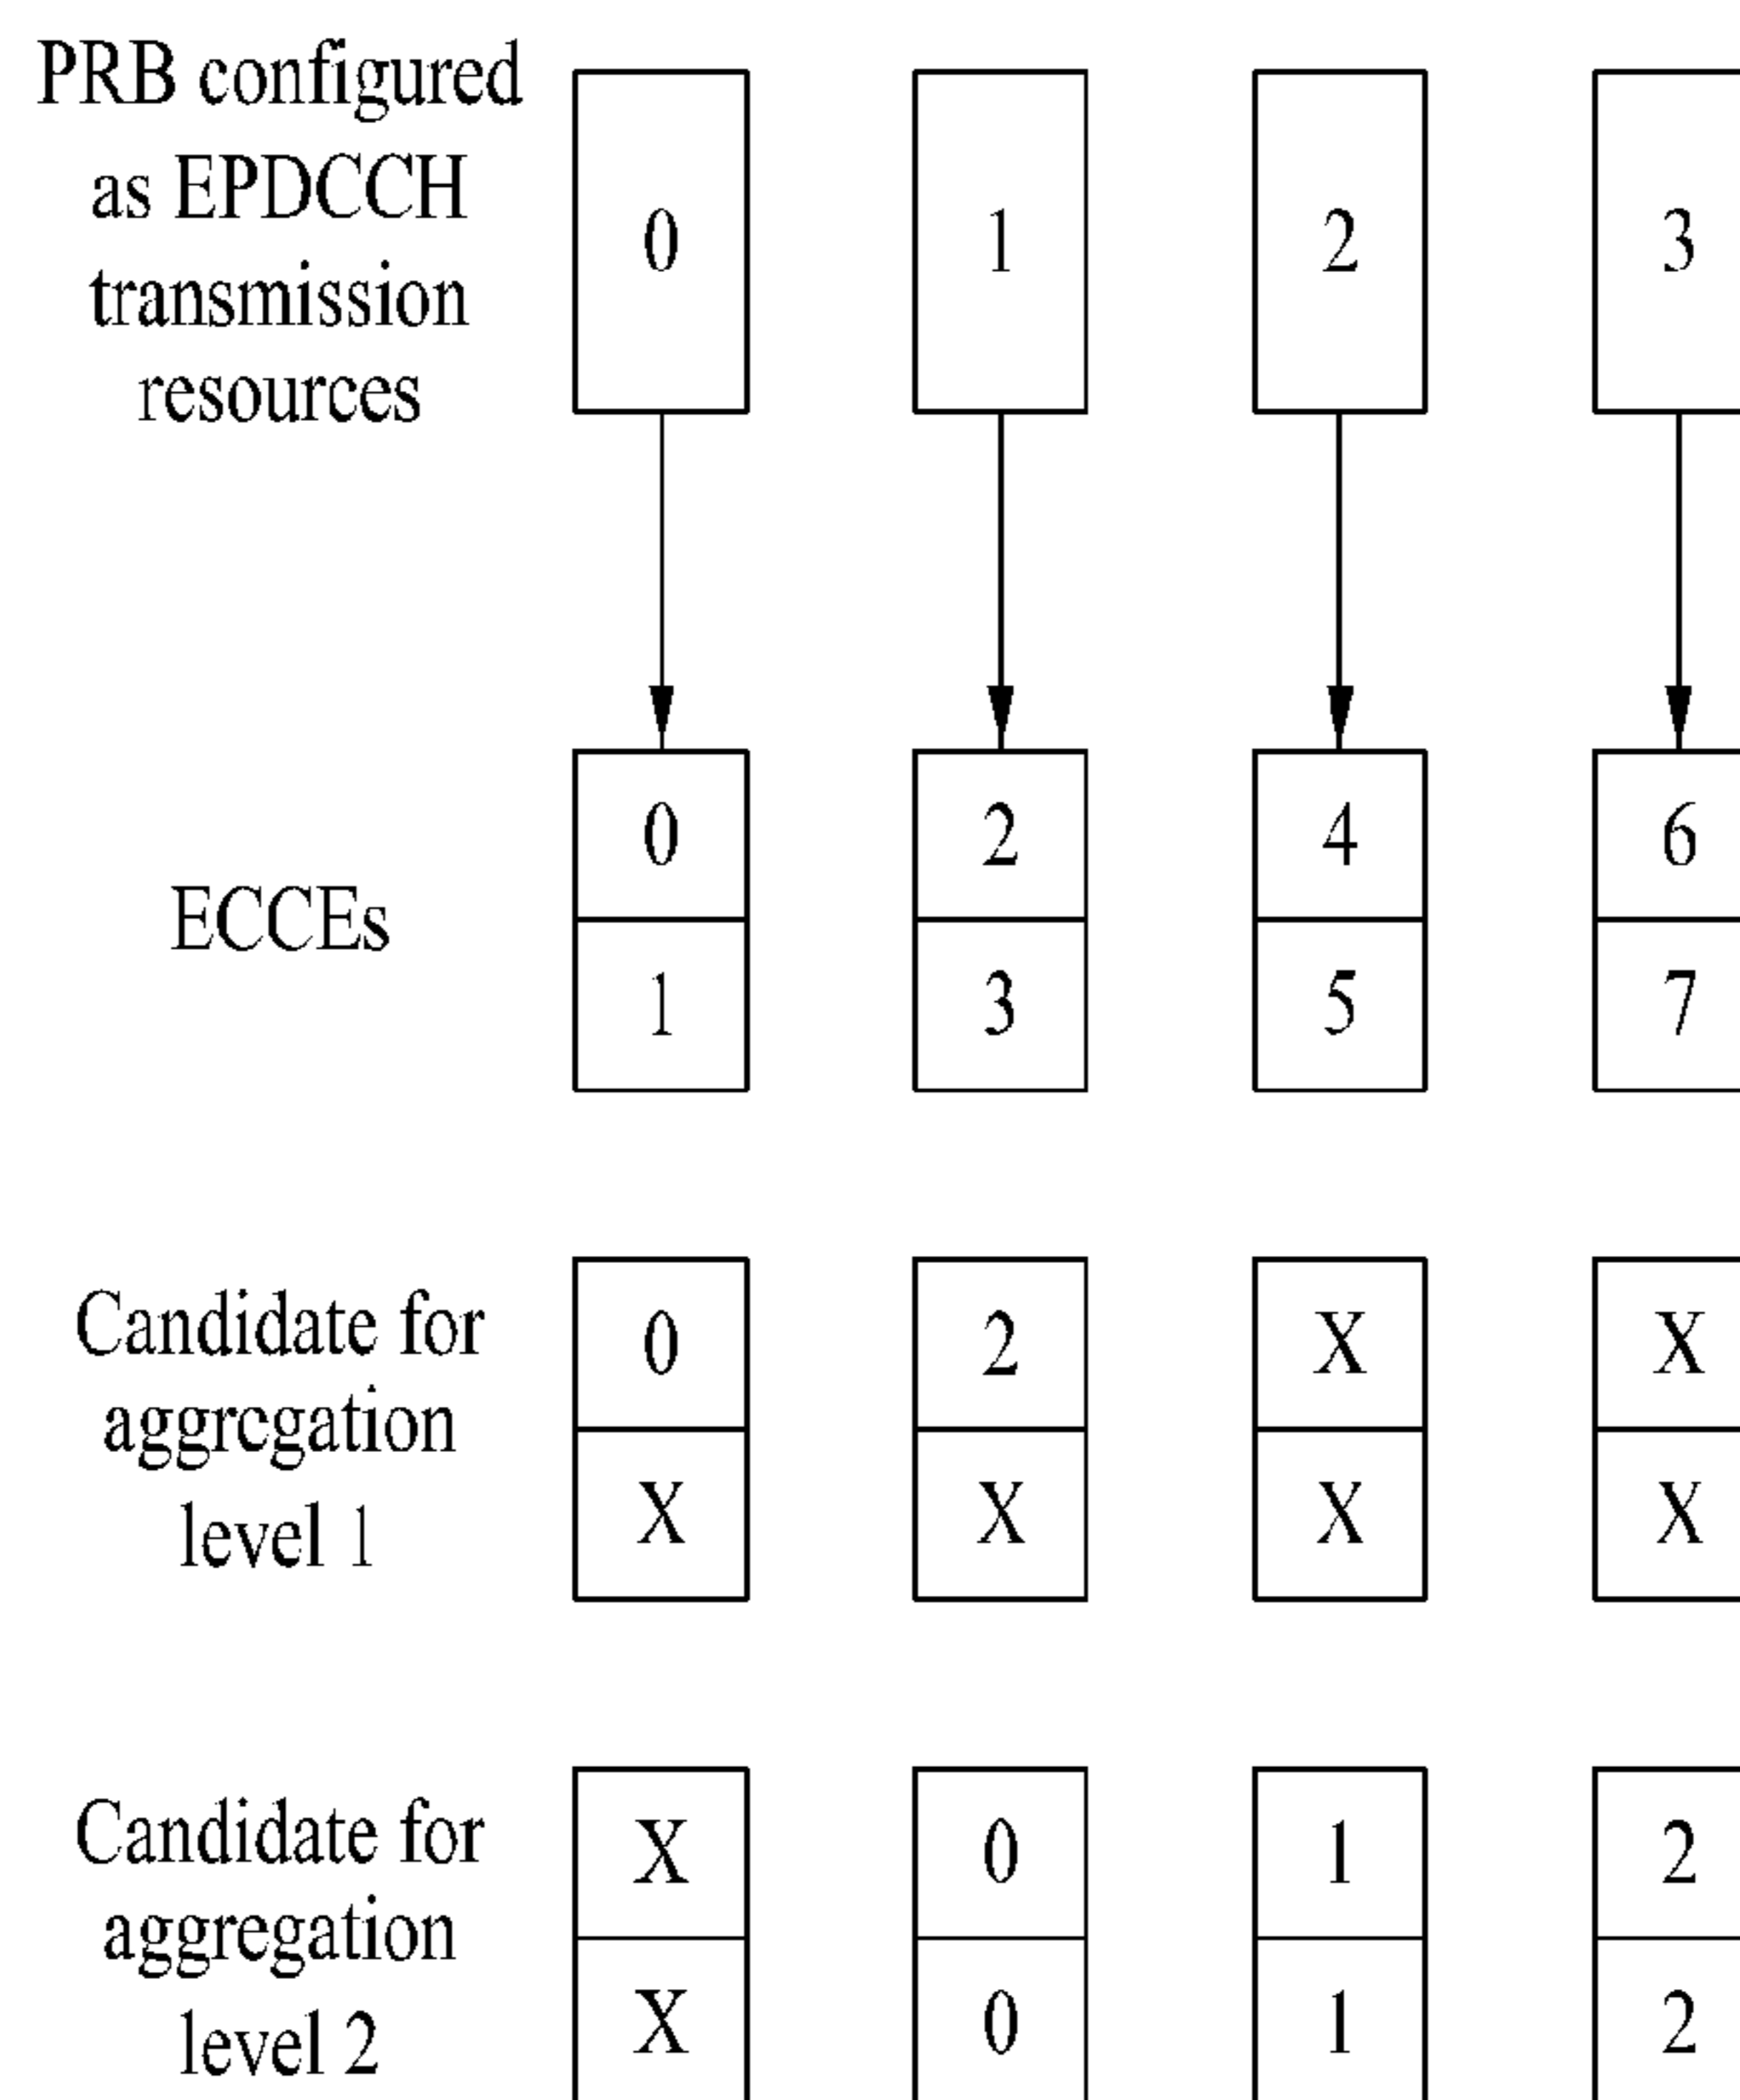 PRB configured
as EPDCCH
transmission
resources
0 1 2 3
0 2 4 6
ECCEs
1 3 5 7
Candidate for
aggregation
level 1
0 2 X X
X X X X
Candidate for
aggregation
level 2
X 0 1 2
X 0 1 2